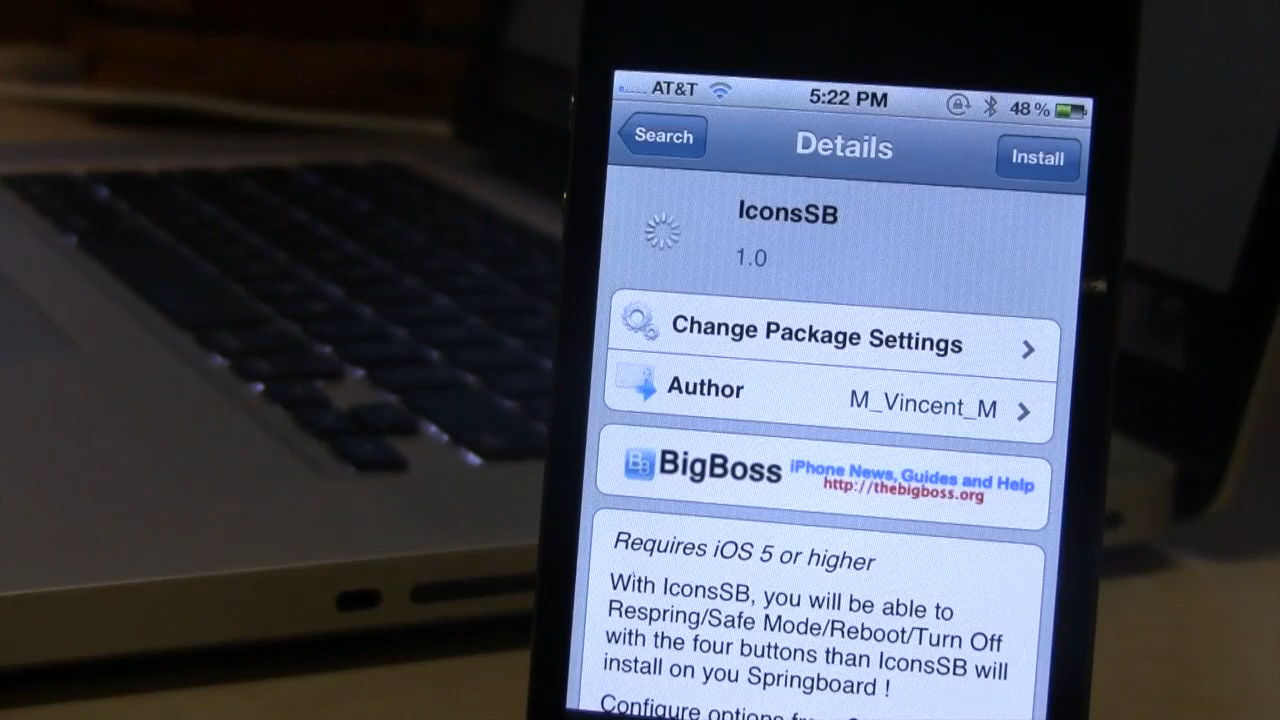 AT&T 5:22 PM 48%
Search Details Install
IconsSB
1.0
Change Package Settings
Author M_Vincent_M
BigBoss iPhone News, Guides and Help
http://thebigboss.org
Requires iOS 5 or higher
With IconsSB, you will be able to
Respring/Safe Mode/Reboot/Turn Off
with the four buttons than IconsSB will
install on you Springboard !
Configure options